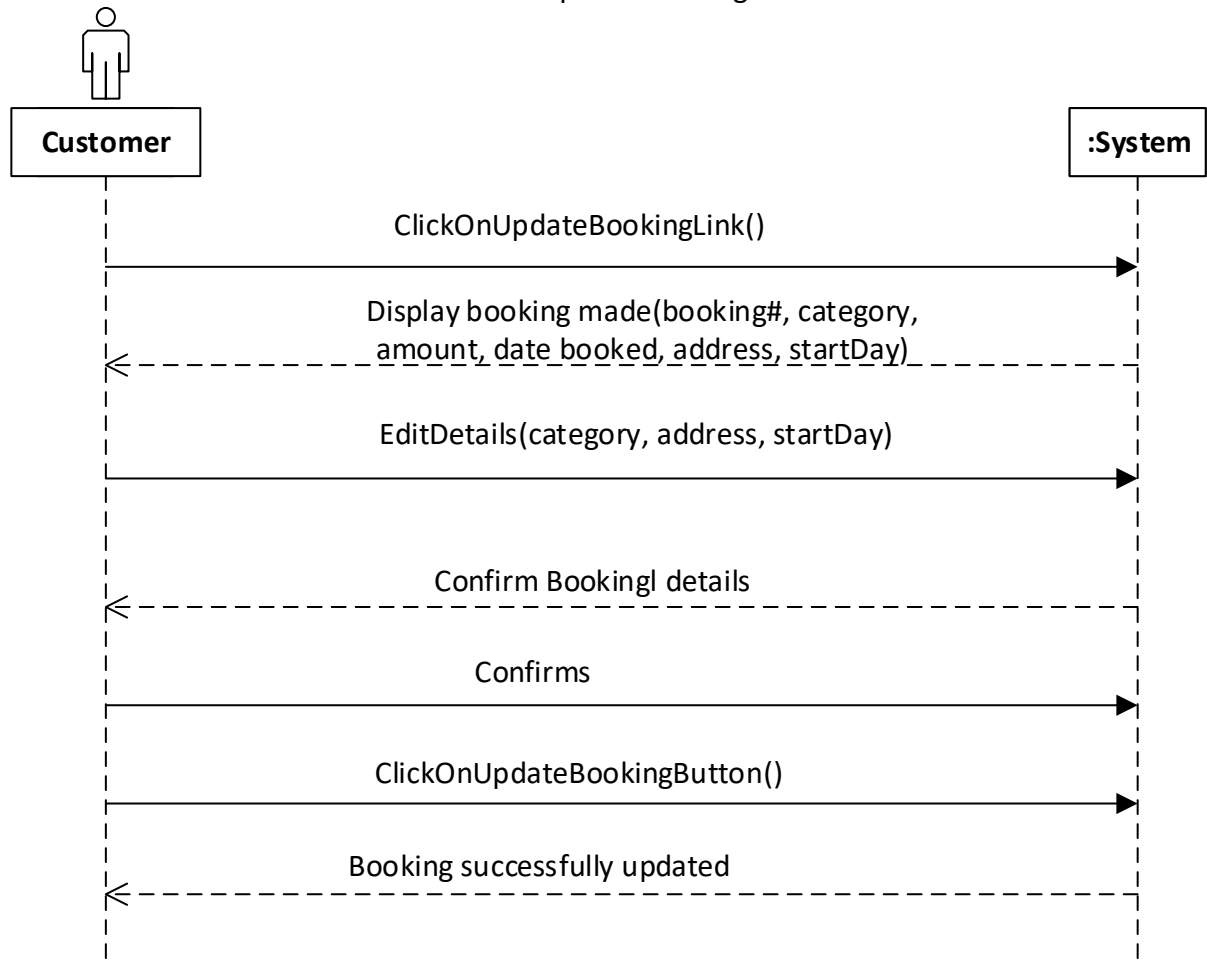 Customer
:System
ClickOnUpdateBookingLink()
Display booking made(booking#, category,
amount, date booked, address, startDay)
EditDetails(category, address, startDay)
Confirm Bookingl details
Confirms
ClickOnUpdateBookingButton()
Booking successfully updated